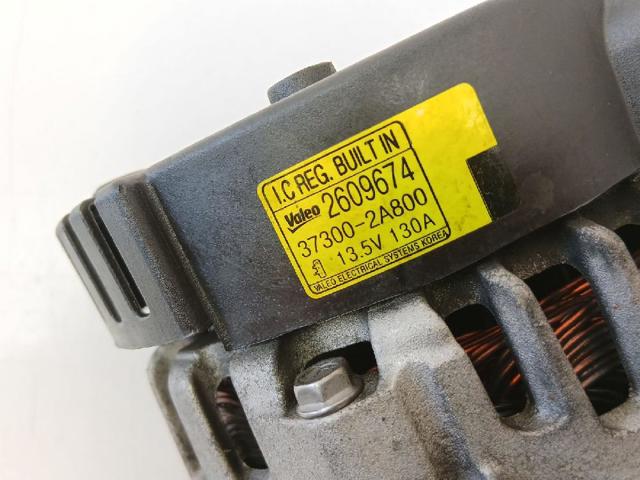 I.C REG. BUILT IN
Valeo 2609674
37300-2A800
13.5V 130A
VALEO ELECTRICAL SYSTEMS KOREA